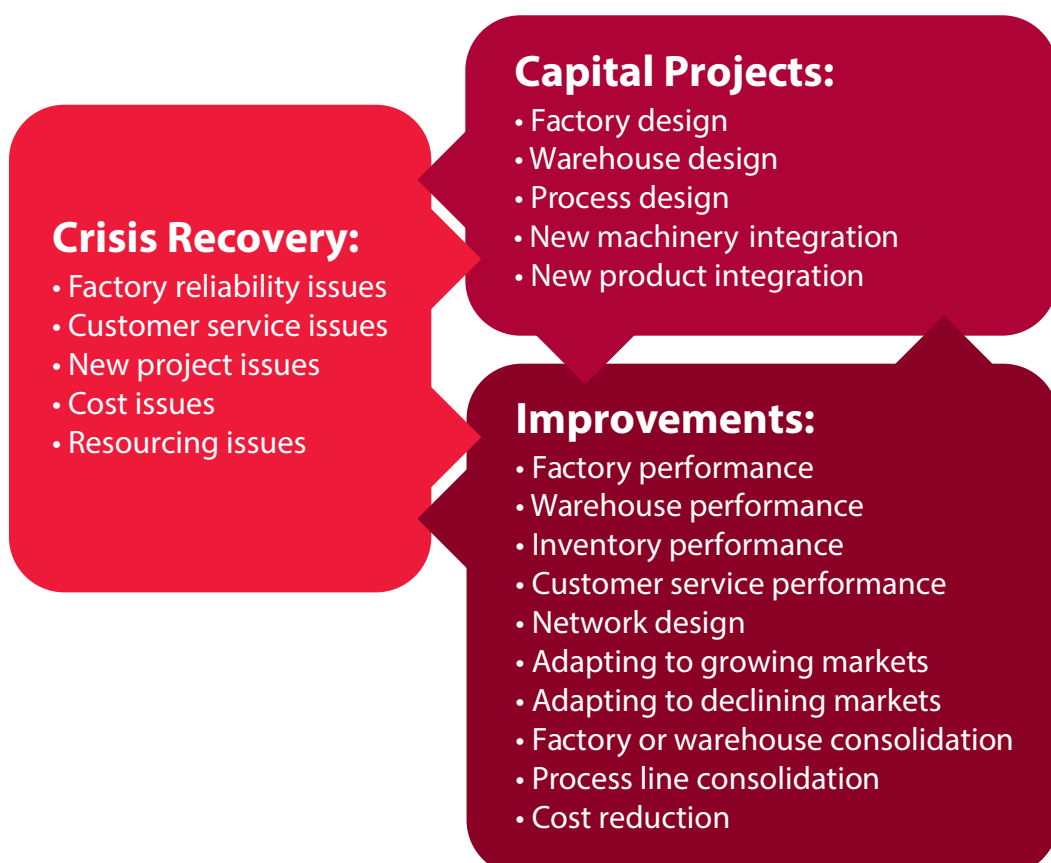 Crisis Recovery:
• Factory reliability issues
• Customer service issues
• New project issues
• Cost issues
• Resourcing issues
Capital Projects:
• Factory design
• Warehouse design
• Process design
• New machinery integration
• New product integration
Improvements:
• Factory performance
• Warehouse performance
• Inventory performance
• Customer service performance
• Network design
• Adapting to growing markets
• Adapting to declining markets
• Factory or warehouse consolidation
• Process line consolidation
• Cost reduction